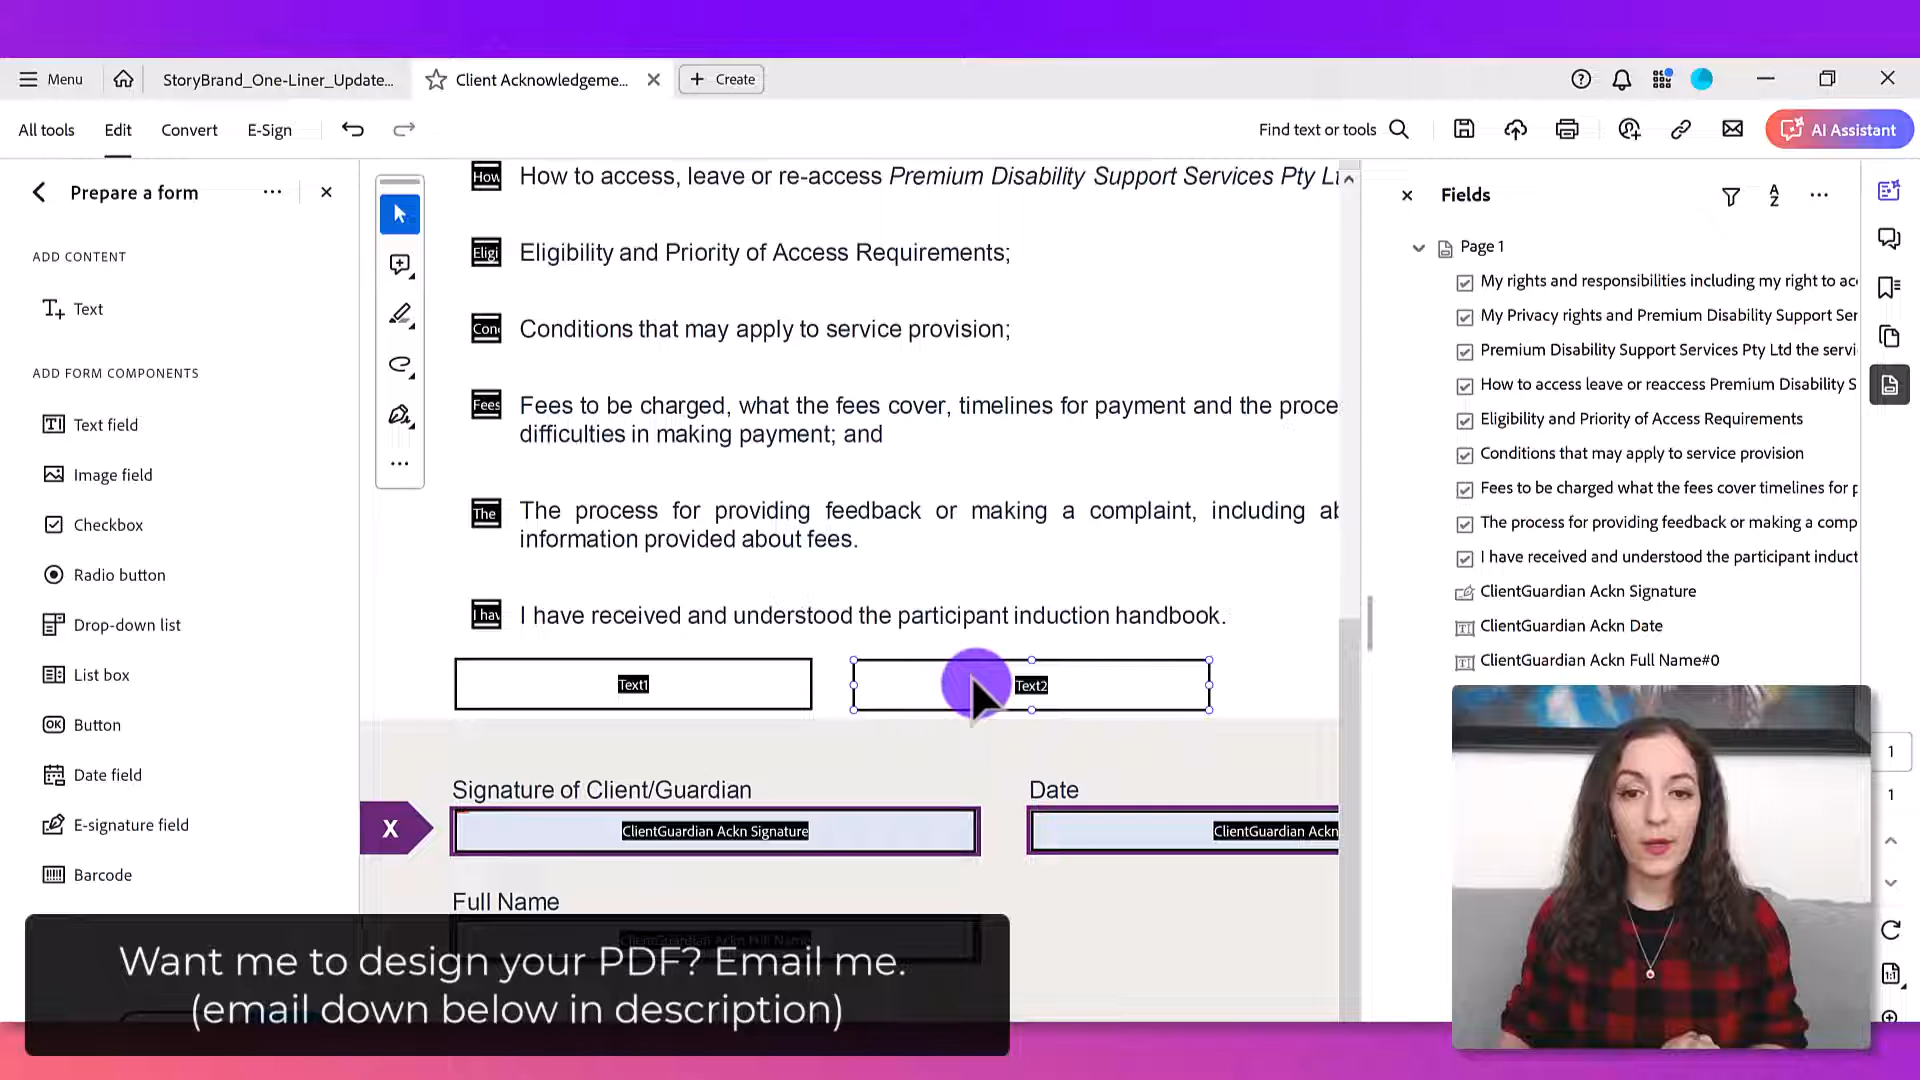 Menu
StoryBrand_One-Liner_Update...
Client Acknowledgeme...
Create
All tools
Edit
Convert
E-Sign
Find text or tools
AI Assistant
Prepare a form
ADD CONTENT
Text
ADD FORM COMPONENTS
Text field
Image field
Checkbox
Radio button
Drop-down list
List box
OK Button
Date field
E-signature field
Barcode
How How to access, leave or re-access Premium Disability Support Services Pty Lt
Eligi Eligibility and Priority of Access Requirements;
Con Conditions that may apply to service provision;
Fees Fees to be charged, what the fees cover, timelines for payment and the proce
difficulties in making payment; and
The The process for providing feedback or making a complaint, including ab
information provided about fees.
I hav I have received and understood the participant induction handbook.
Text1
Text2
Signature of Client/Guardian
Date
X
ClientGuardian Ackn Signature
ClientGuardian Ackn
Full Name
ClientGuardian Ackn Full Name
Fields
Page 1
My rights and responsibilities including my right to acc
My Privacy rights and Premium Disability Support Ser
Premium Disability Support Services Pty Ltd the servi
How to access leave or reaccess Premium Disability S
Eligibility and Priority of Access Requirements
Conditions that may apply to service provision
Fees to be charged what the fees cover timelines for p
The process for providing feedback or making a comp
I have received and understood the participant induct
ClientGuardian Ackn Signature
ClientGuardian Ackn Date
ClientGuardian Ackn Full Name#0
1
1
1:1
Want me to design your PDF? Email me.
(email down below in description)